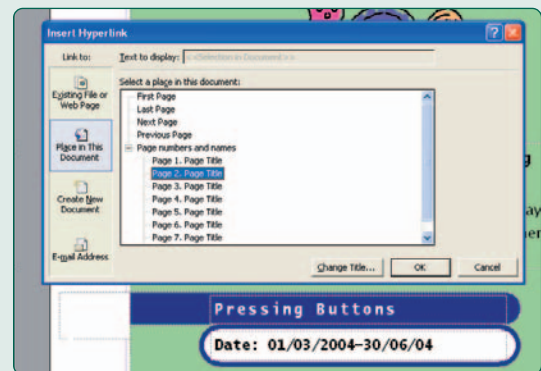 Insert Hyperlink
Link to:
Text to display: <<Selection in Document>>
Select a place in this document:
Existing File or
Web Page
Place in This
Document
Create New
Document
E-mail Address
First Page
Last Page
Next Page
Previous Page
Page numbers and names
Page 1. Page Title
Page 2. Page Title
Page 3. Page Title
Page 4. Page Title
Page 5. Page Title
Page 6. Page Title
Page 7. Page Title
Change Title...
OK
Cancel
Pressing Buttons
Date: 01/03/2004–30/06/04